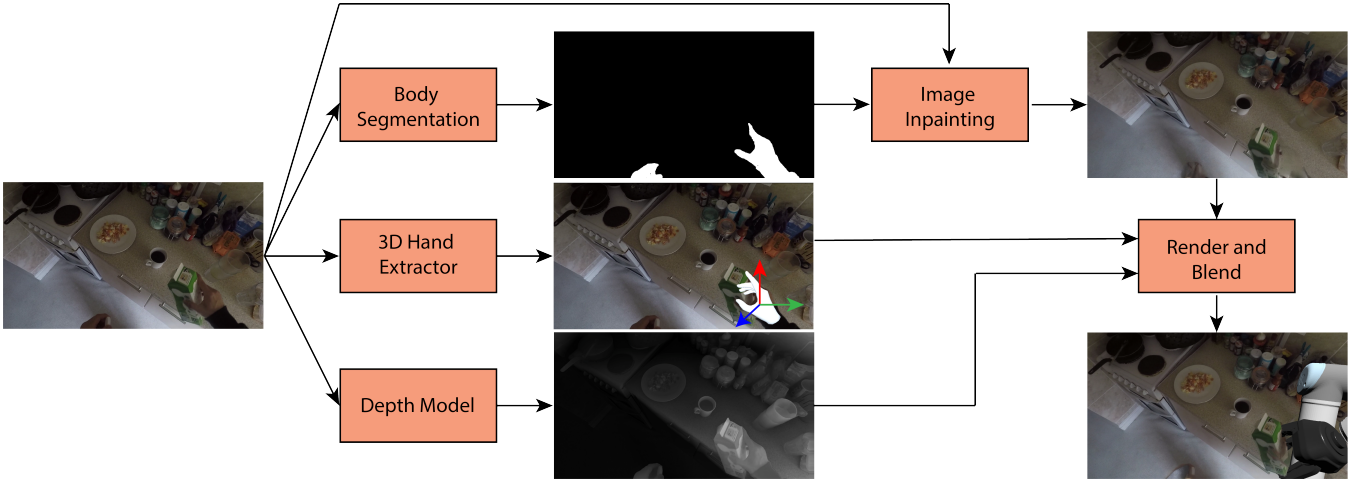 Body
Segmentation
Image
Inpainting
3D Hand
Extractor
Render and
Blend
Depth Model